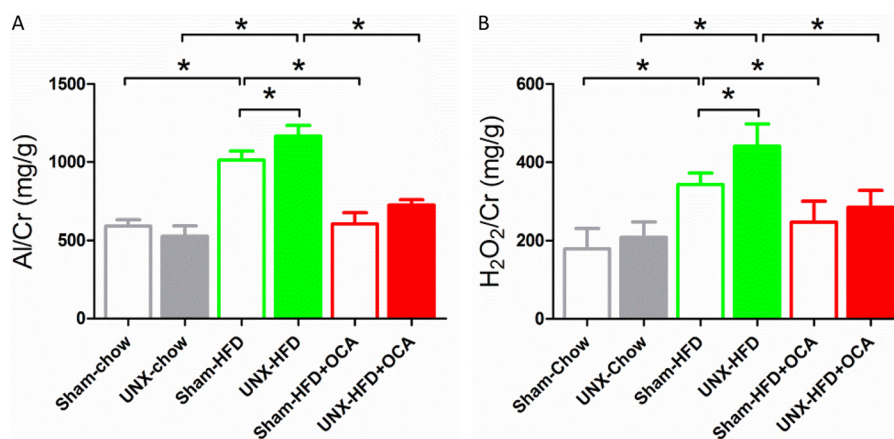 A
* *
* *
*
1500
1000
500
0
Al/Cr (mg/g)
Sham-chow
UNX-chow
Sham-HFD
UNX-HFD
Sham-HFD+OCA
UNX-HFD+OCA
B
* *
* *
*
600
400
200
0
H₂O₂/Cr (mg/g)
Sham-Chow
UNX-Chow
Sham-HFD
UNX-HFD
Sham-HFD+OCA
UNX-HFD+OCA